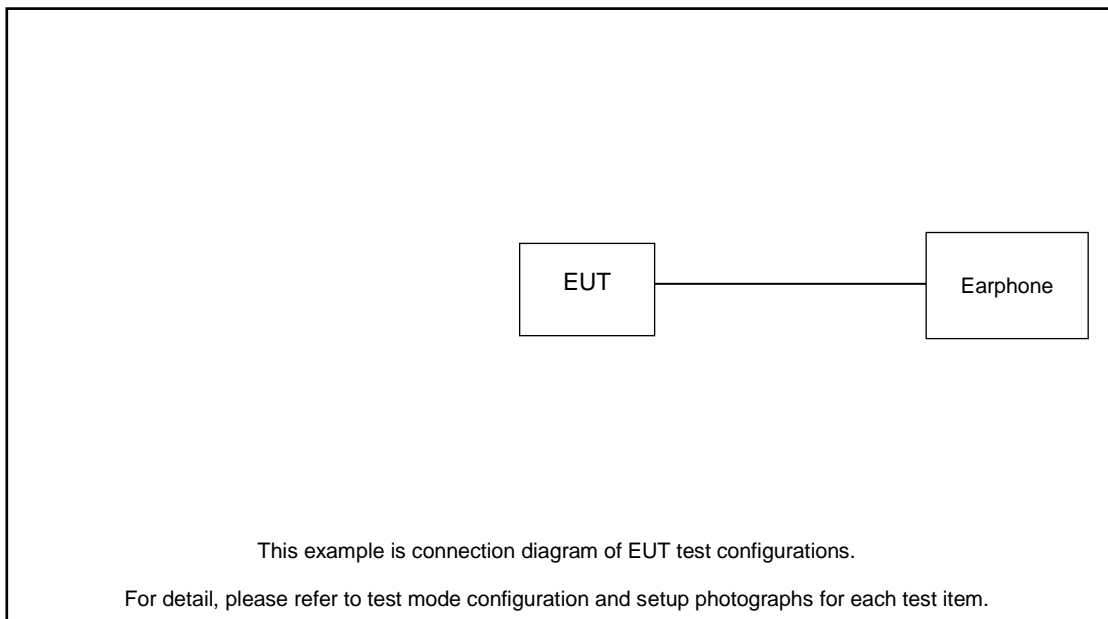 EUT
Earphone
This example is connection diagram of EUT test configurations.
For detail, please refer to test mode configuration and setup photographs for each test item.